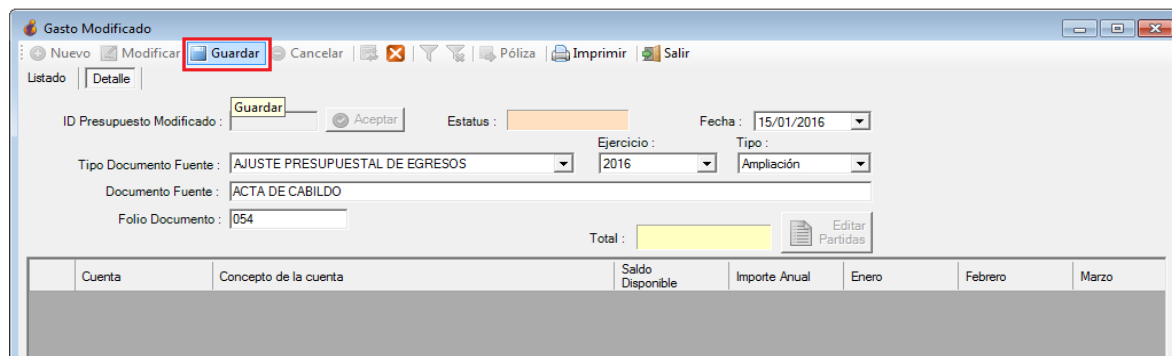 Gasto Modificado
Nuevo Modificar Guardar Cancelar Póliza Imprimir Salir
Listado Detalle
Guardar
ID Presupuesto Modificado : Aceptar Estatus : Fecha : 15/01/2016
Ejercicio : Tipo :
Tipo Documento Fuente : AJUSTE PRESUPUESTAL DE EGRESOS 2016 Ampliación
Documento Fuente : ACTA DE CABILDO
Folio Documento : 054
Total : Editar Partidas
Cuenta Concepto de la cuenta Saldo Disponible Importe Anual Enero Febrero Marzo